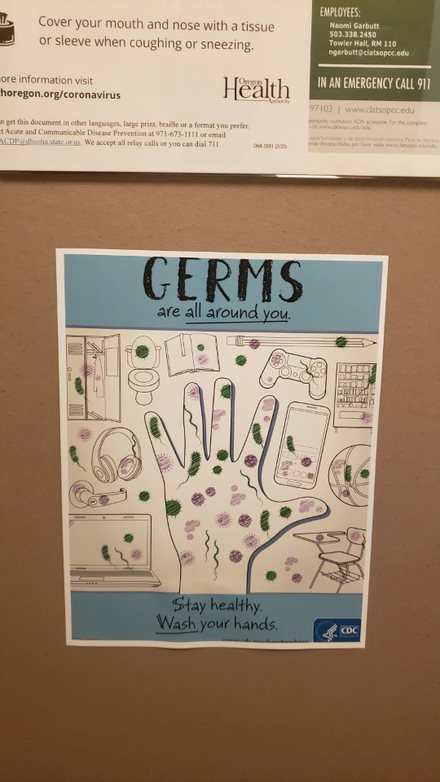 Cover your mouth and nose with a tissue
or sleeve when coughing or sneezing.
ore information visit
horegon.org/coronavirus
Oregon
Health
Authority
n get this document in other languages, large print, braille or a format you prefer.
ct Acute and Communicable Disease Prevention at 971-673-1111 or email
ACDP@dhsoha.state.or.us. We accept all relay calls or you can dial 711.
OHA 2681 (2/20)
EMPLOYEES:
Naomi Garbutt
503.338.2450
Towler Hall, RM 110
ngarbutt@clatsopcc.edu
IN AN EMERGENCY CALL 911
97103 | www.clatsopcc.edu
GERMS
are all around you.
Stay healthy.
Wash your hands.
CDC